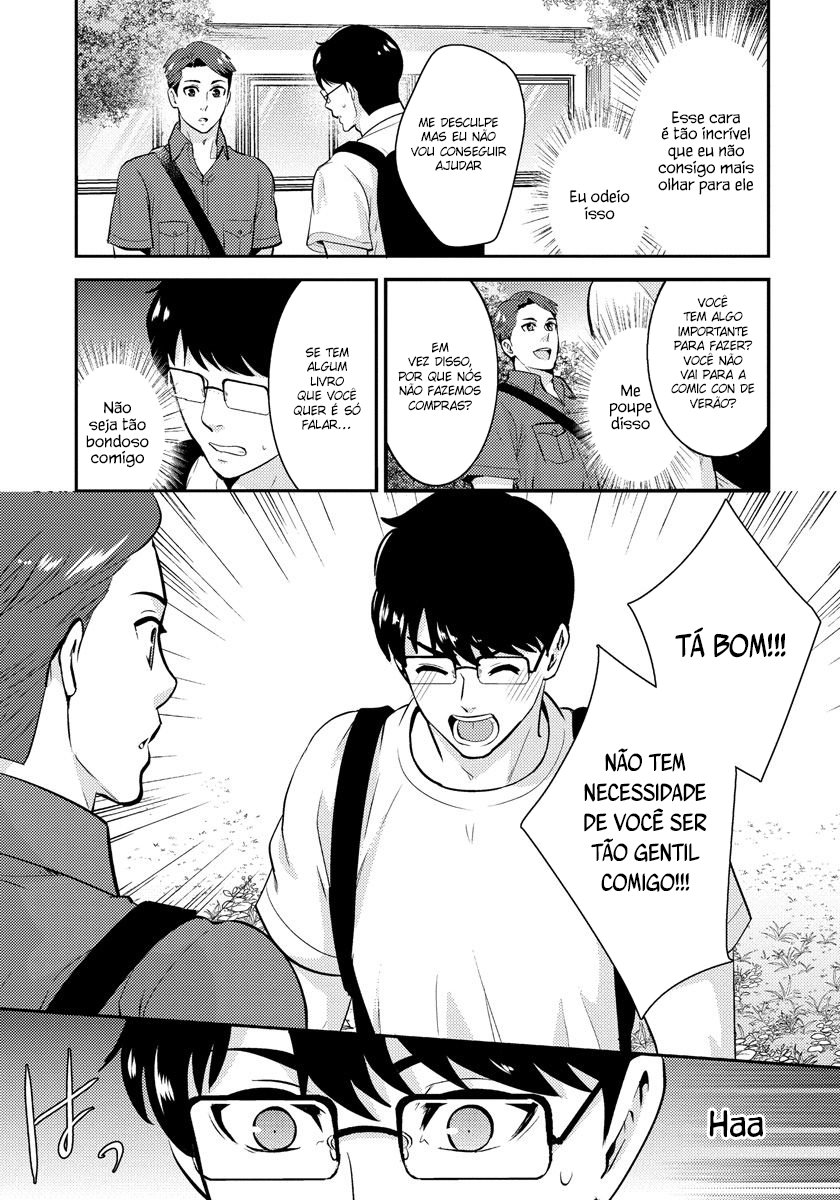 Esse cara
é tão incrível
que eu não
consigo mais
olhar para ele
Eu odeio
isso
ME DESCULPE
MAS EU NÃO
VOU CONSEGUIR
AJUDAR
VOCÊ
TEM ALGO
IMPORTANTE
PARA FAZER?
VOCÊ NÃO
VAI PARA A
COMIC CON DE
VERÃO?
Me
poupe
disso
EM
VEZ DISSO,
POR QUE NÓS
NÃO FAZEMOS
COMPRAS?
SE TEM
ALGUM
LIVRO
QUE VOCÊ
QUER É SÓ
FALAR...
Não
seja tão
bondoso
comigo
TÁ BOM!!!
NÃO TEM
NECESSIDADE
DE VOCÊ SER
TÃO GENTIL
COMIGO!!!
Haa
ハッ